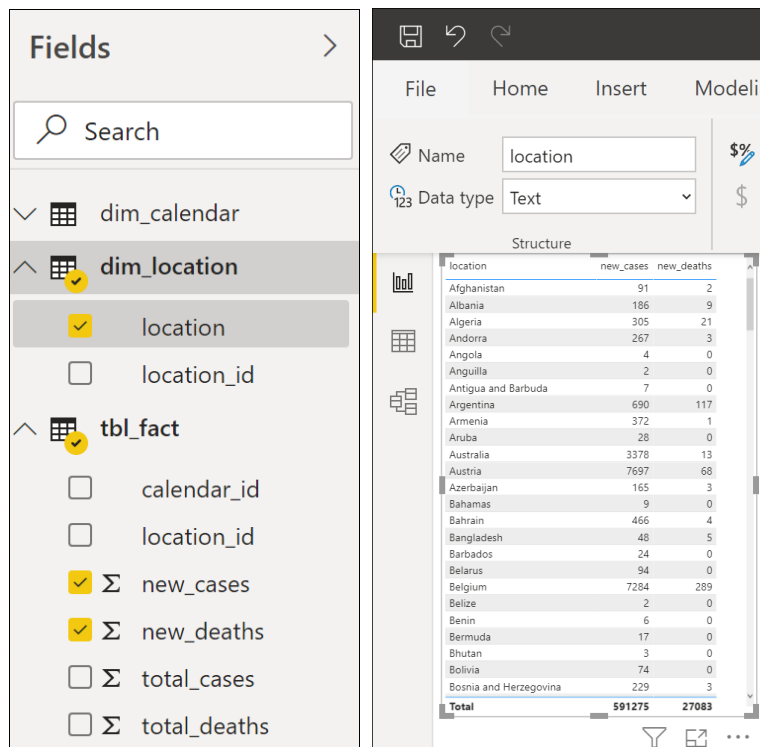 Fields
Search
dim_calendar
dim_location
location
location_id
tbl_fact
calendar_id
location_id
Σ new_cases
Σ new_deaths
Σ total_cases
Σ total_deaths
File Home Insert Modeli
Name location $%
123 Data type Text $
Structure
location new_cases new_deaths
Afghanistan 91 2
Albania 186 9
Algeria 305 21
Andorra 267 3
Angola 4 0
Anguilla 2 0
Antigua and Barbuda 7 0
Argentina 690 117
Armenia 372 1
Aruba 28 0
Australia 3378 13
Austria 7697 68
Azerbaijan 165 3
Bahamas 9 0
Bahrain 466 4
Bangladesh 48 5
Barbados 24 0
Belarus 94 0
Belgium 7284 289
Belize 2 0
Benin 6 0
Bermuda 17 0
Bhutan 3 0
Bolivia 74 0
Bosnia and Herzegovina 229 3
Total 591275 27083